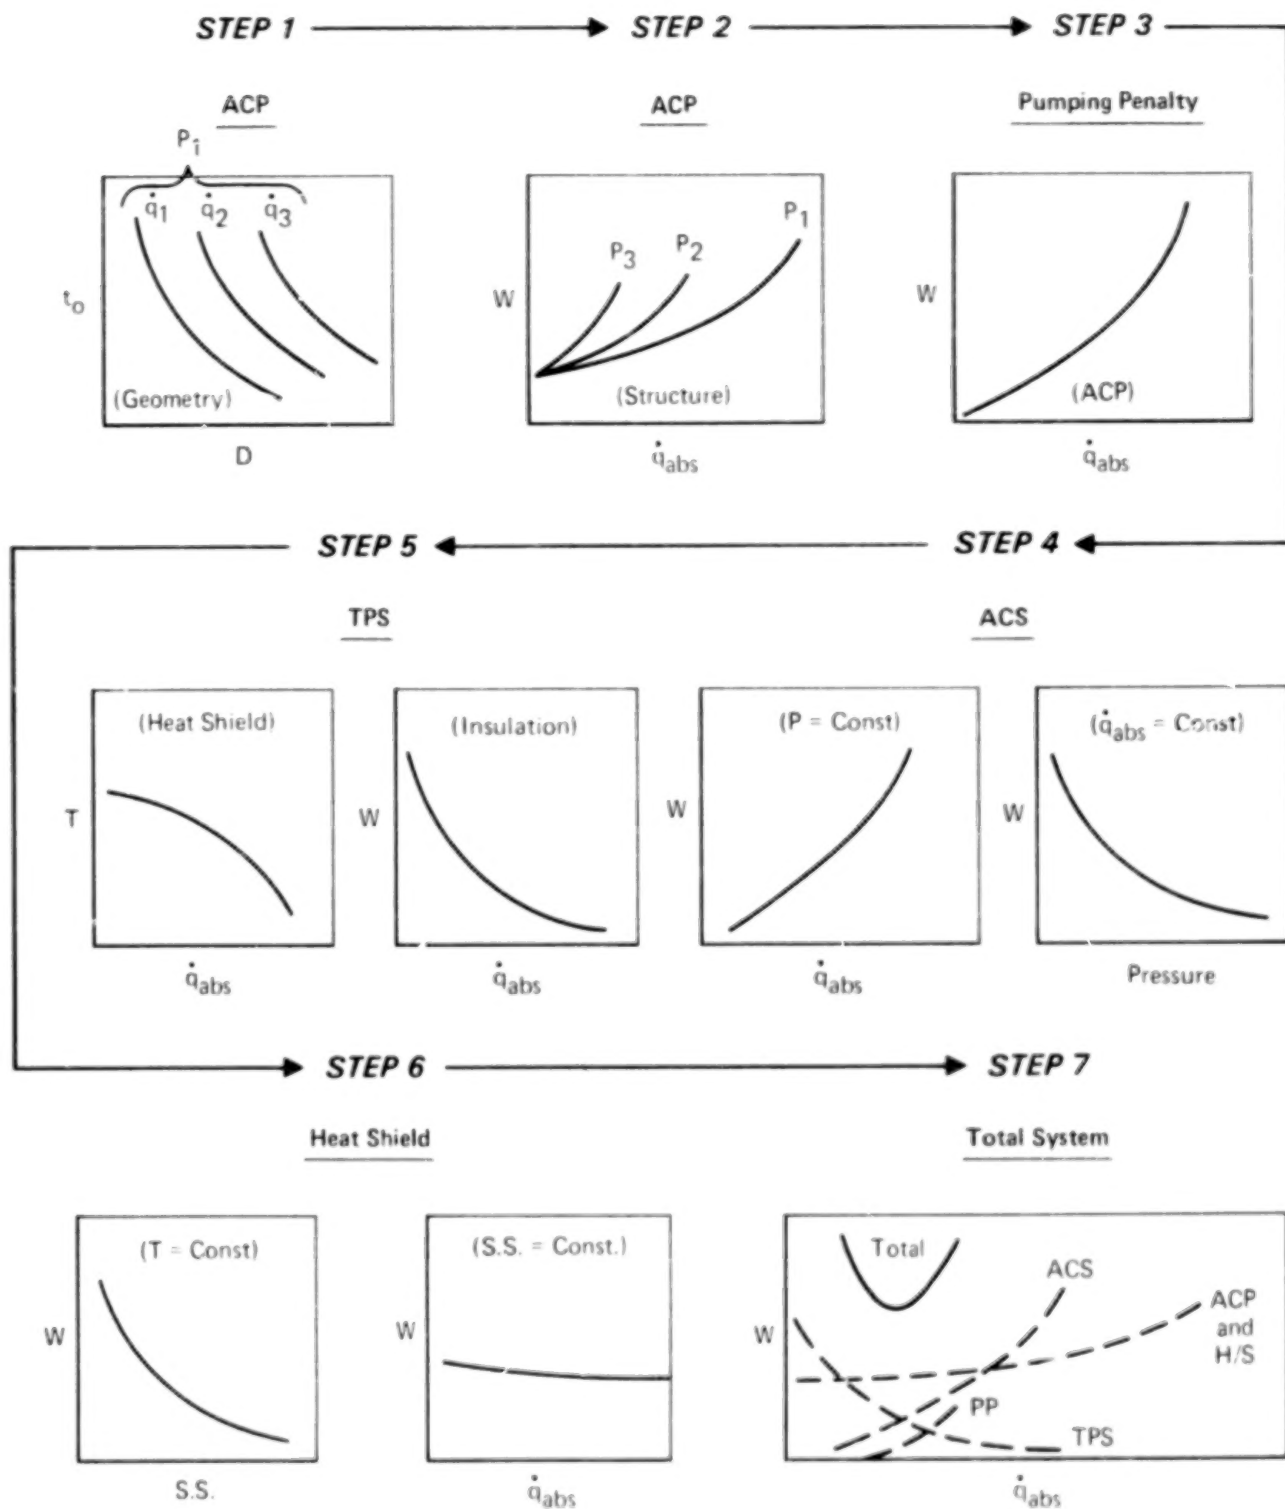 STEP 1 STEP 2 STEP 3
ACP ACP Pumping Penalty
Pi
q̇1 q̇2 q̇3
to
(Geometry)
D
P3 P2 P1
W
(Structure)
q̇abs
W
(ACP)
q̇abs
STEP 5 STEP 4
TPS ACS
(Heat Shield)
T
q̇abs
(Insulation)
W
q̇abs
(P = Const)
W
q̇abs
(q̇abs = Const)
W
Pressure
STEP 6 STEP 7
Heat Shield Total System
(T = Const)
W
S.S.
(S.S. = Const.)
W
q̇abs
Total
ACS
ACP
and
H/S
W
PP
TPS
q̇abs